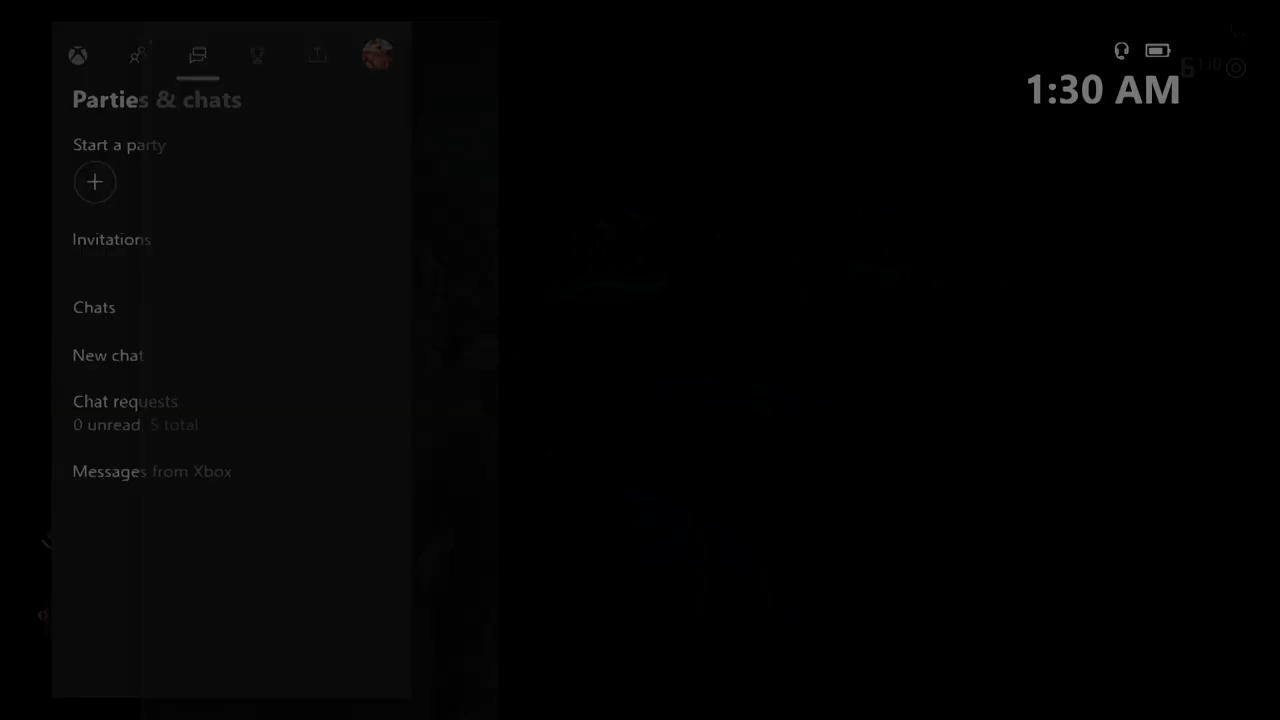 1:30 AM
Parties & chats
Start a party
Invitations
Chats
New chat
Chat requests
0 unread, 5 total
Messages from Xbox